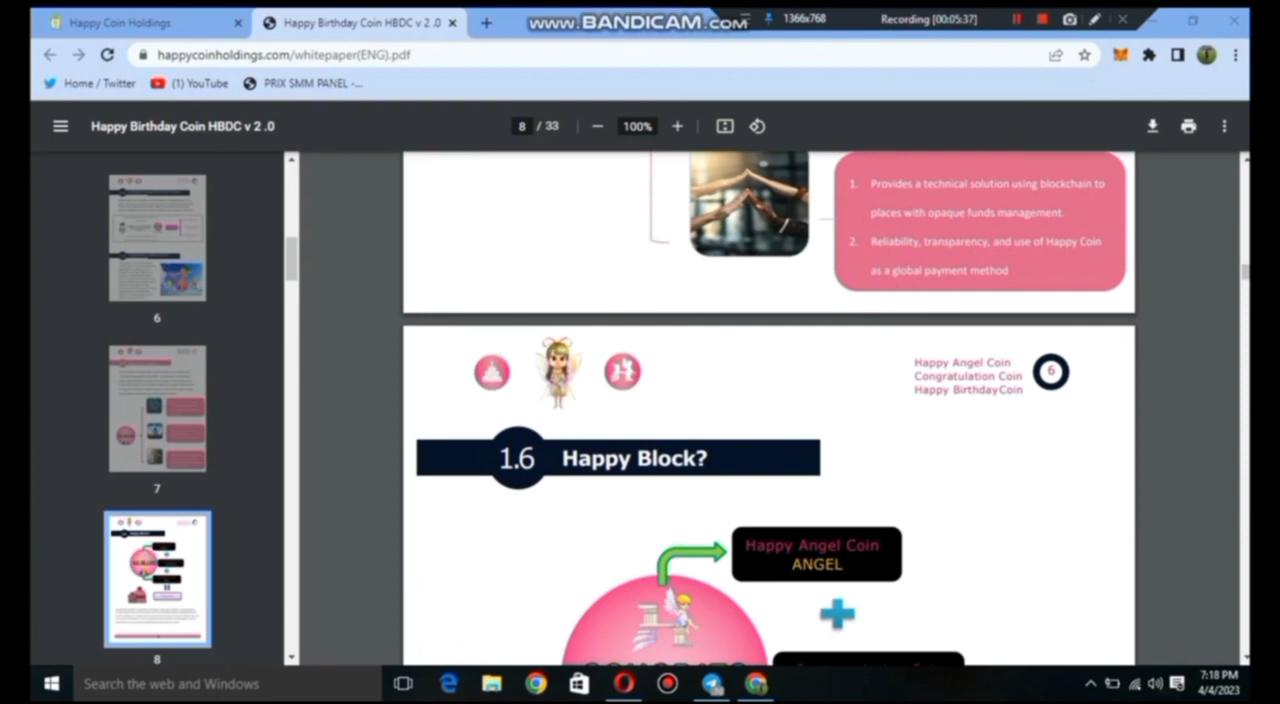 Happy Coin Holdings
Happy Birthday Coin HBDC v 2 .0
www.BANDICAM.com
1366x768
Recording [00:05:37]
happycoinholdings.com/whitepaper(ENG).pdf
Home / Twitter
(1) YouTube
PRIX SMM PANEL -...
Happy Birthday Coin HBDC v 2 .0
8 / 33
100%
6
7
8
1. Provides a technical solution using blockchain to
places with opaque funds management.
2. Reliability, transparency, and use of Happy Coin
as a global payment method
Happy Angel Coin
Congratulation Coin
Happy BirthdayCoin
6
1.6 Happy Block?
Happy Angel Coin
ANGEL
Search the web and Windows
7:18 PM
4/4/2023